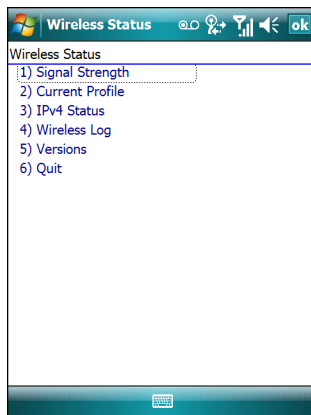 Wireless Status ok
Wireless Status
1) Signal Strength
2) Current Profile
3) IPv4 Status
4) Wireless Log
5) Versions
6) Quit